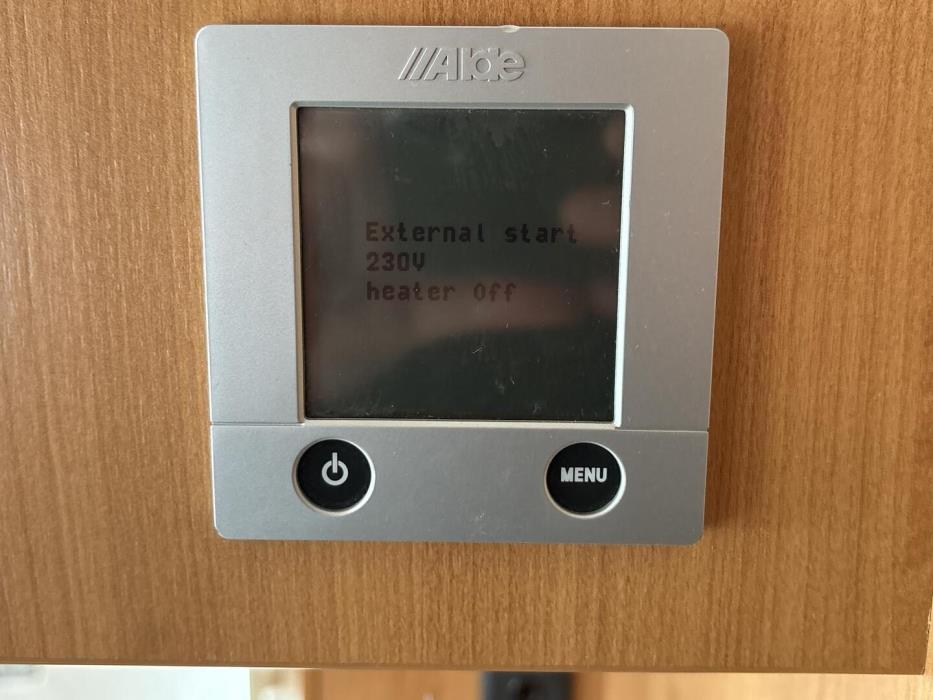 //Alde
External start
230V
heater Off
MENU